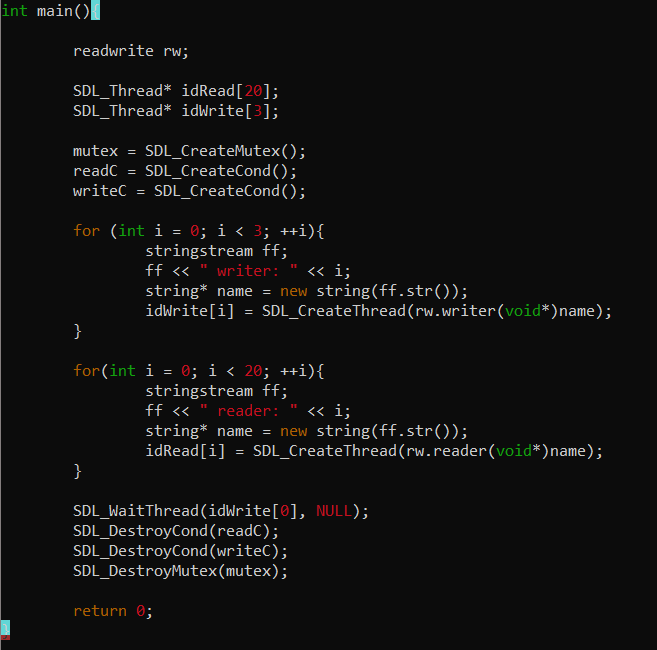 int main(){
readwrite rw;
SDL_Thread* idRead[20];
SDL_Thread* idWrite[3];
mutex = SDL_CreateMutex();
readC = SDL_CreateCond();
writeC = SDL_CreateCond();
for (int i = 0; i < 3; ++i){
stringstream ff;
ff << " writer: " << i;
string* name = new string(ff.str());
idWrite[i] = SDL_CreateThread(rw.writer(void*)name);
}
for(int i = 0; i < 20; ++i){
stringstream ff;
ff << " reader: " << i;
string* name = new string(ff.str());
idRead[i] = SDL_CreateThread(rw.reader(void*)name);
}
SDL_WaitThread(idWrite[0], NULL);
SDL_DestroyCond(readC);
SDL_DestroyCond(writeC);
SDL_DestroyMutex(mutex);
return 0;
}